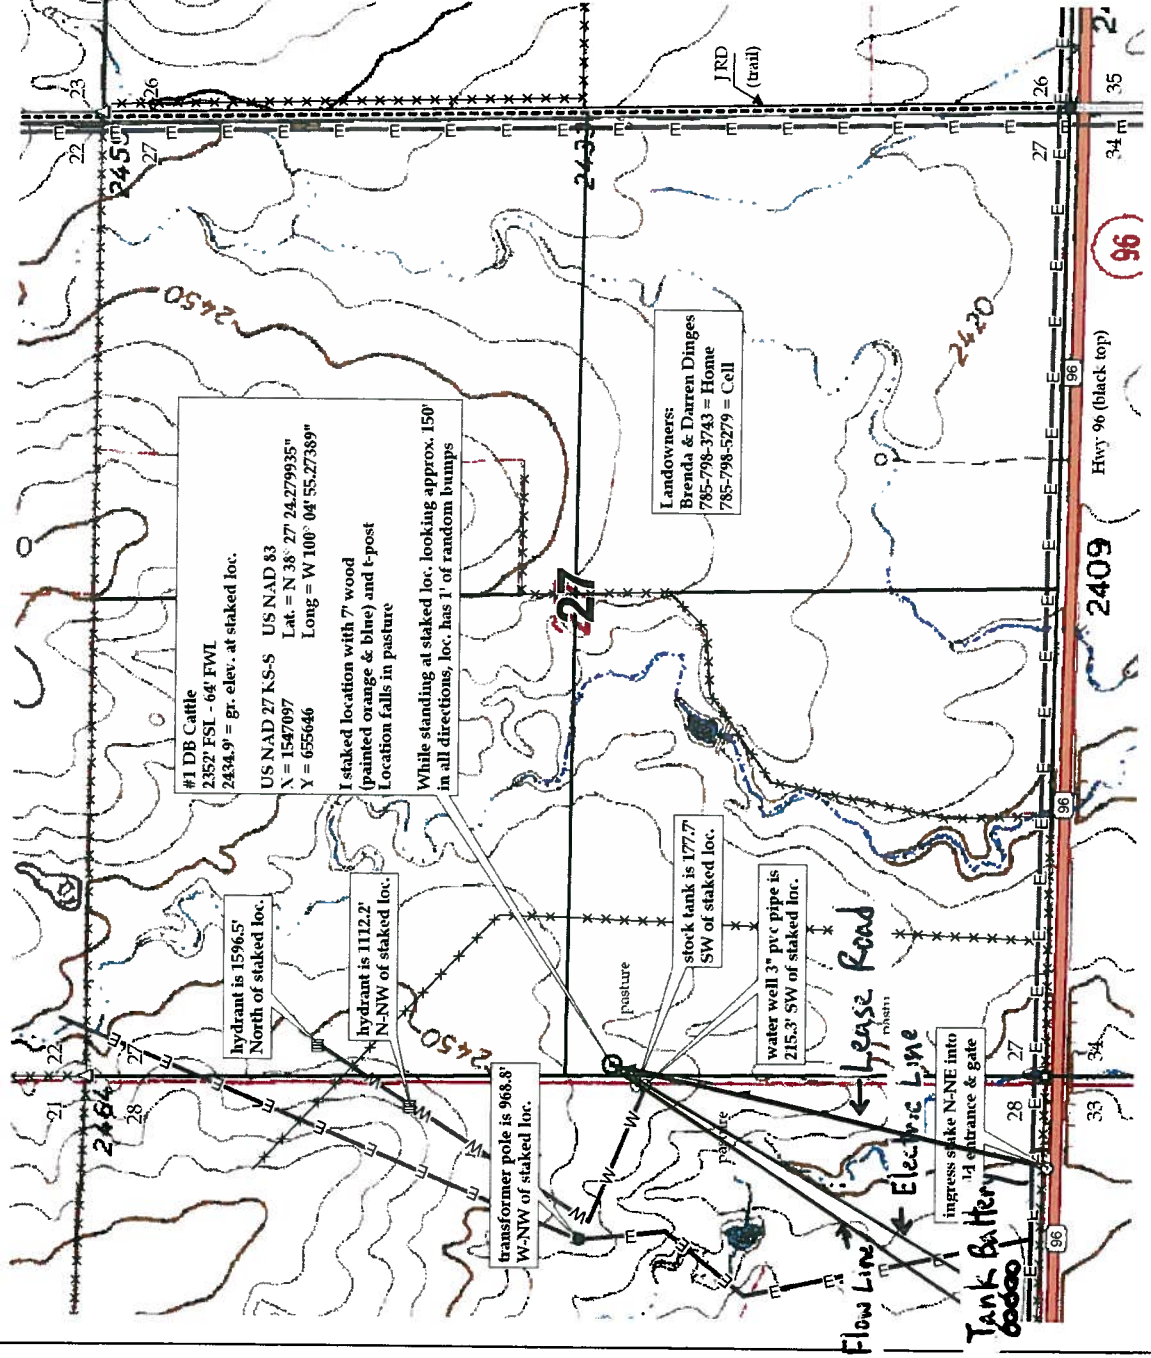 23
26
22
27
2459
JRD
(trail)
26
35
27
34
2450
#1 DB Cattle
2352' FSL - 64' FWL
2434.9' = gr. elev. at staked loc.
US NAD 27 KS-S    US NAD 83
X = 1547097    Lat. = N 38° 27' 24.279935"
Y = 655646    Long = W 100° 04' 55.27389"
I staked location with 7' wood
(painted orange & blue) and t-post
Location falls in pasture
While standing at staked loc. looking approx. 150'
in all directions, loc. has 1' of random bumps
27
Landowners:
Brenda & Darren Dinges
785-798-3743 = Home
785-798-5279 = Cell
2420
96
96
Hwy 96 (black top)
2409
96
hydrant is 1596.5'
North of staked loc.
hydrant is 1112.2'
N-NW of staked loc.
2450
22
27
21
28
2464
transformer pole is 968.8'
W-NW of staked loc.
pasture
stock tank is 177.7'
SW of staked loc.
water well 3" pvc pipe is
215.3' SW of staked loc.
pasture
Lease Road
Electric Line
ingress stake N-NE into
entrance & gate
27
34
28
33
Flow Line
Tank Battery
96